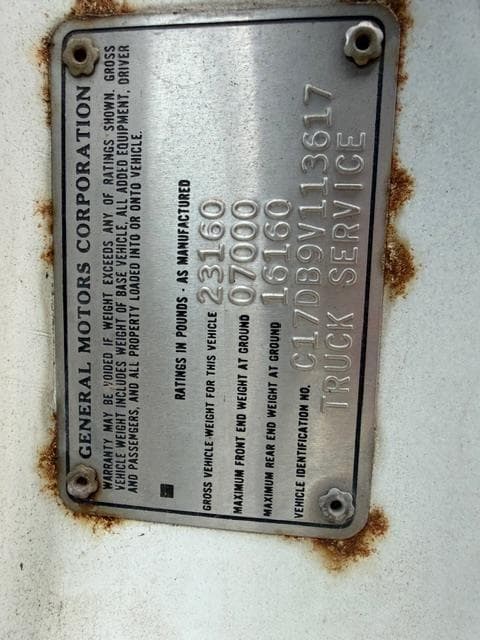 GENERAL MOTORS CORPORATION
WARRANTY MAY BE VOIDED IF WEIGHT EXCEEDS ANY OF RATINGS SHOWN. GROSS
VEHICLE WEIGHT INCLUDES WEIGHT OF BASE VEHICLE, ALL ADDED EQUIPMENT, DRIVER
AND PASSENGERS, AND ALL PROPERTY LOADED INTO OR ONTO VEHICLE.
RATINGS IN POUNDS - AS MANUFACTURED
GROSS VEHICLE WEIGHT FOR THIS VEHICLE 23160
MAXIMUM FRONT END WEIGHT AT GROUND 07000
MAXIMUM REAR END WEIGHT AT GROUND 16160
VEHICLE IDENTIFICATION NO. C17DB9V113617
TRUCK SERVICE